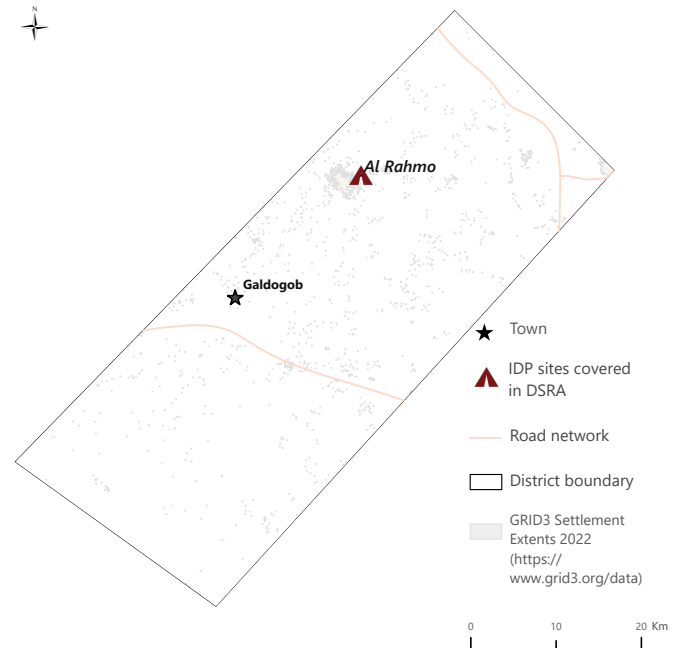 N
Al Rahmo
Galdogob
Town
IDP sites covered
in DSRA
Road network
District boundary
GRID3 Settlement
Extents 2022
(https://
www.grid3.org/data)
0 10 20 Km